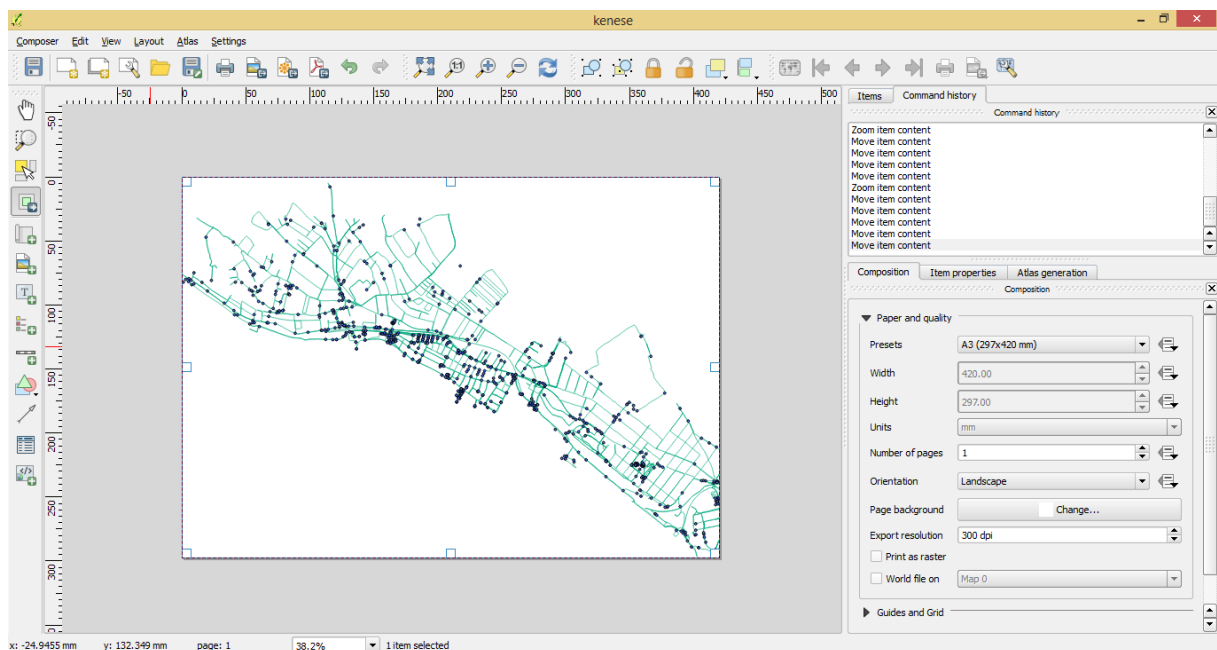 kenese
Composer Edit View Layout Atlas Settings
-50 0 50 100 150 200 250 300 350 400 450 500
-50
0
50
100
150
200
250
300
Items Command history
Command history
Zoom item content
Move item content
Move item content
Move item content
Zoom item content
Move item content
Move item content
Move item content
Move item content
Move item content
Composition Item properties Atlas generation
Composition
Paper and quality
Presets A3 (297x420 mm)
Width 420.00
Height 297.00
Units mm
Number of pages 1
Orientation Landscape
Page background Change...
Export resolution 300 dpi
Print as raster
World file on Map 0
Guides and Grid
x: -24.9455 mm y: 132.349 mm page: 1 38.2% 1 item selected